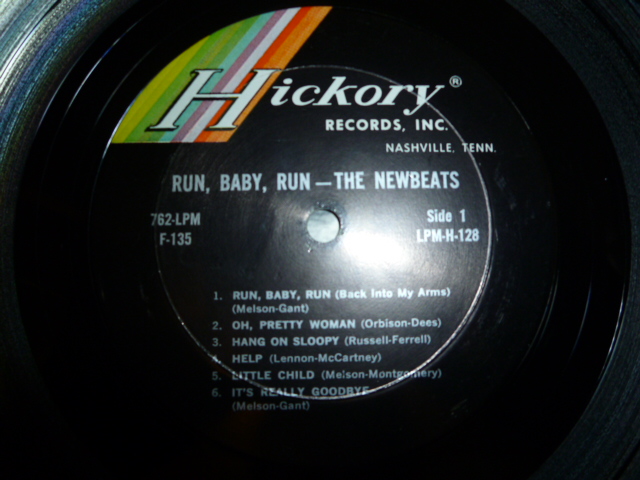 Hickory®
RECORDS, INC.
NASHVILLE, TENN.
RUN, BABY, RUN—THE NEWBEATS
762-LPM Side 1
F-135 LPM-H-128
1. RUN, BABY, RUN (Back Into My Arms)
(Melson-Gant)
2. OH, PRETTY WOMAN (Orbison-Dees)
3. HANG ON SLOOPY (Russell-Ferrell)
4. HELP (Lennon-McCartney)
5. LITTLE CHILD (Melson-Montgomery)
6. IT'S REALLY GOODBYE
(Melson-Gant)